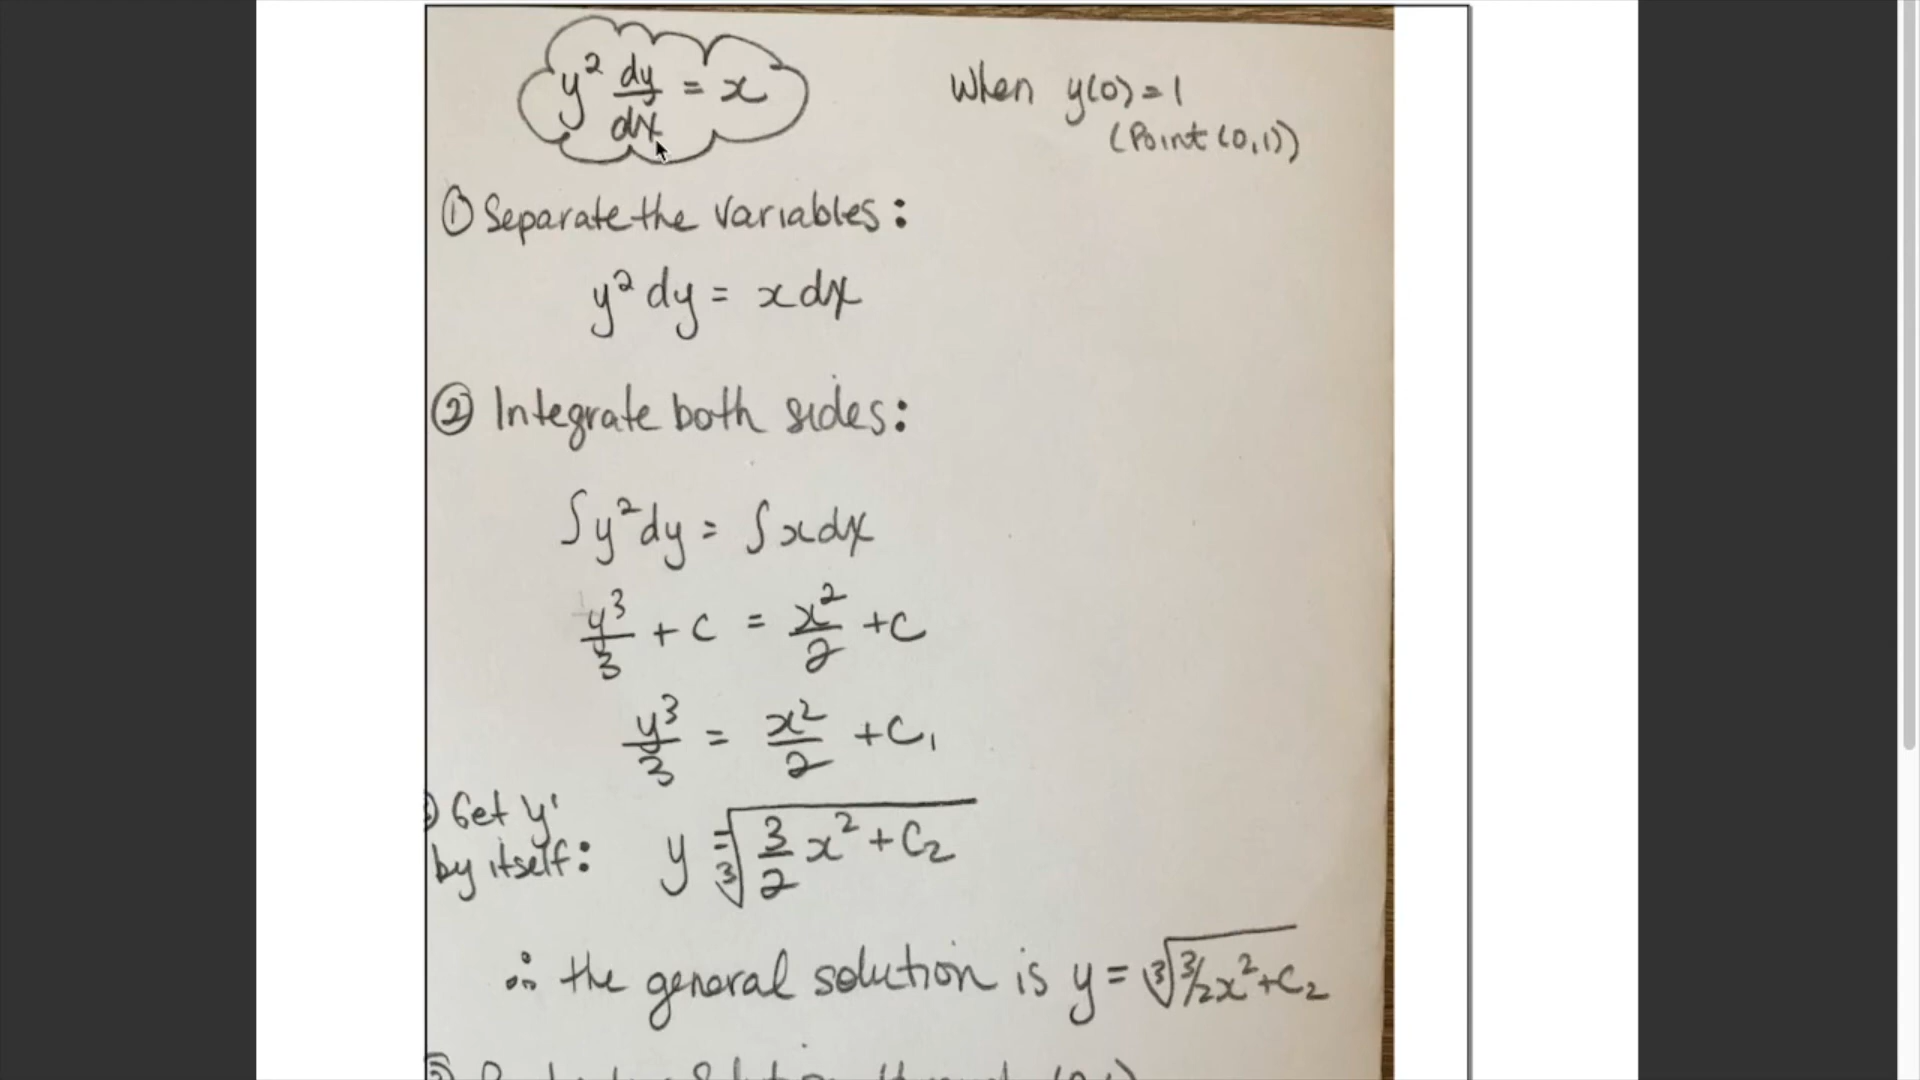 y² dy/dx = x When y(0)=1
(Point (0,1))
① Separate the variables:
y² dy = x dx
② Integrate both sides:
∫y² dy = ∫x dx
y³/3 + C = x²/2 + C
y³/3 = x²/2 + C₁
Get y'
by itself: y = ∛(3/2 x² + C₂)
∴ the general solution is y = ∛(3/2 x² + C₂)